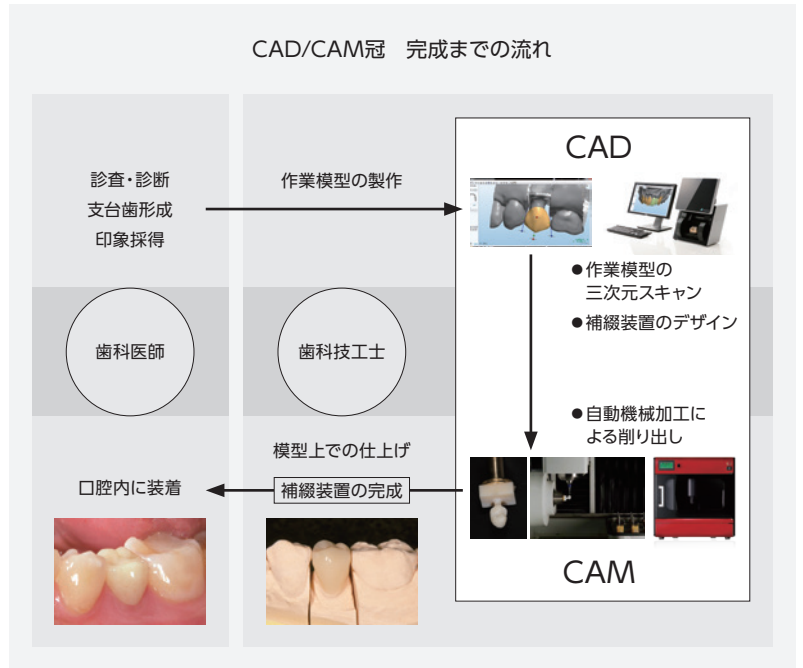 CAD/CAM冠　完成までの流れ
診査・診断
支台歯形成
印象採得
作業模型の製作
CAD
●作業模型の
三次元スキャン
●補綴装置のデザイン
歯科医師
歯科技工士
●自動機械加工に
よる削り出し
模型上での仕上げ
補綴装置の完成
口腔内に装着
CAM